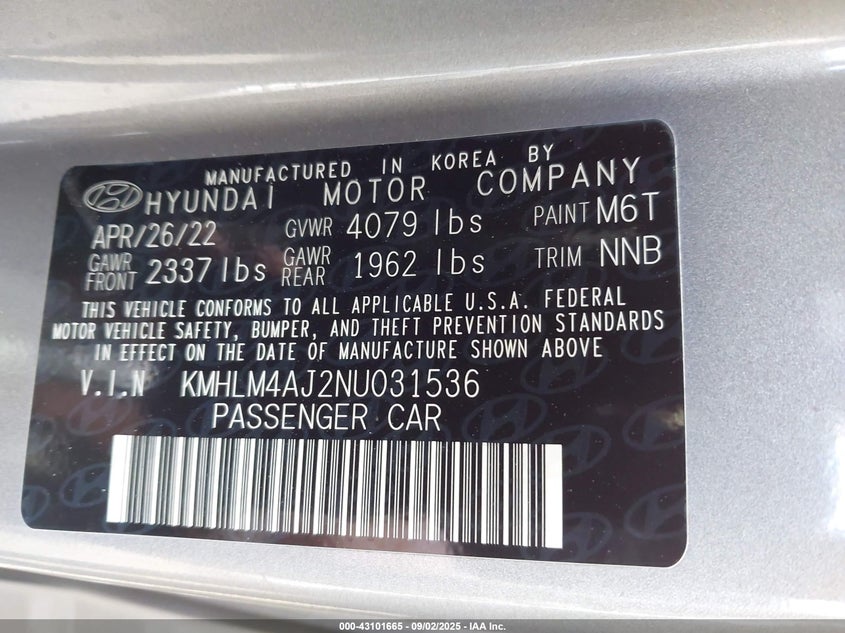 MANUFACTURED IN KOREA BY
HYUNDAI MOTOR COMPANY
APR/26/22 GVWR 4079 lbs PAINT M6T
GAWR FRONT 2337 lbs GAWR REAR 1962 lbs TRIM NNB
THIS VEHICLE CONFORMS TO ALL APPLICABLE U.S.A. FEDERAL
MOTOR VEHICLE SAFETY, BUMPER, AND THEFT PREVENTION STANDARDS
IN EFFECT ON THE DATE OF MANUFACTURE SHOWN ABOVE
V.I.N KMHLM4AJ2NU031536
PASSENGER CAR
000-43101665 - 09/02/2025 - IAA Inc.